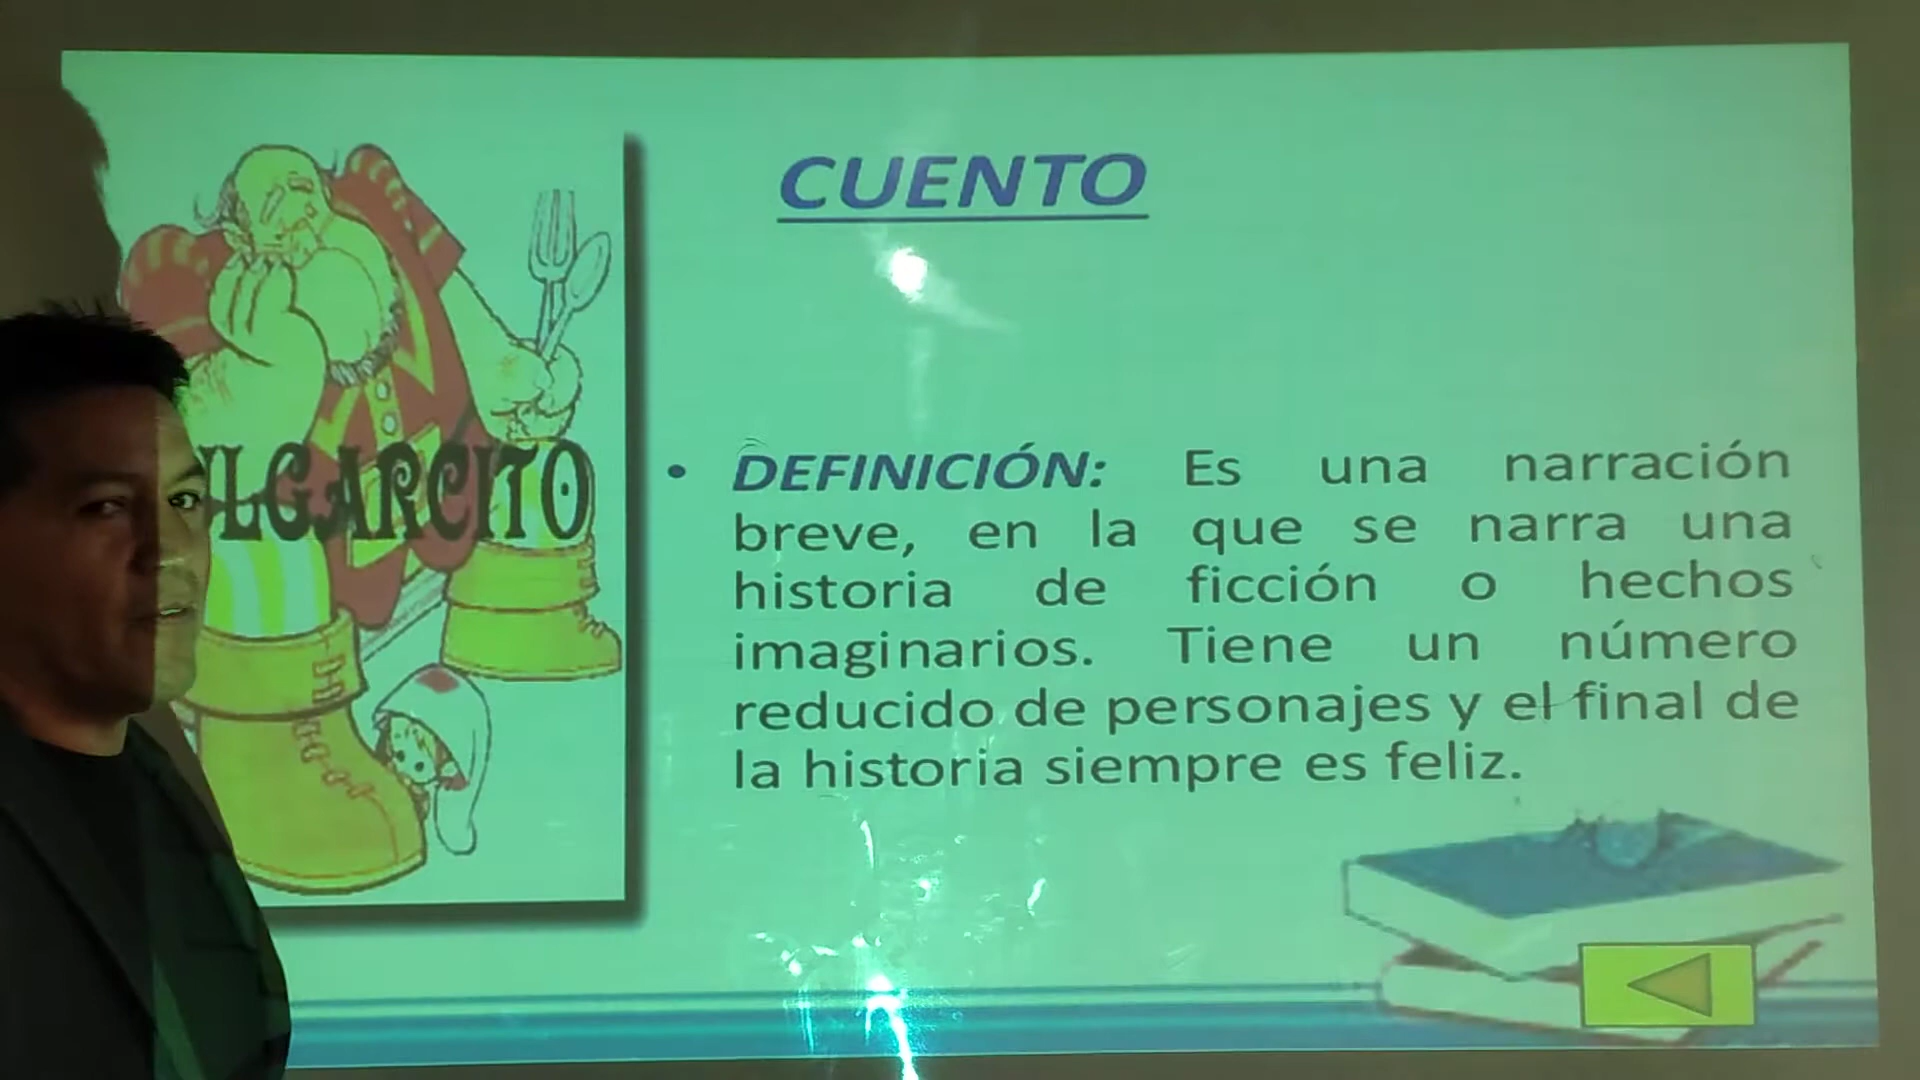 CUENTO
LGARCITO
• DEFINICIÓN: Es una narración
breve, en la que se narra una
historia de ficción o hechos
imaginarios. Tiene un número
reducido de personajes y el final de
la historia siempre es feliz.